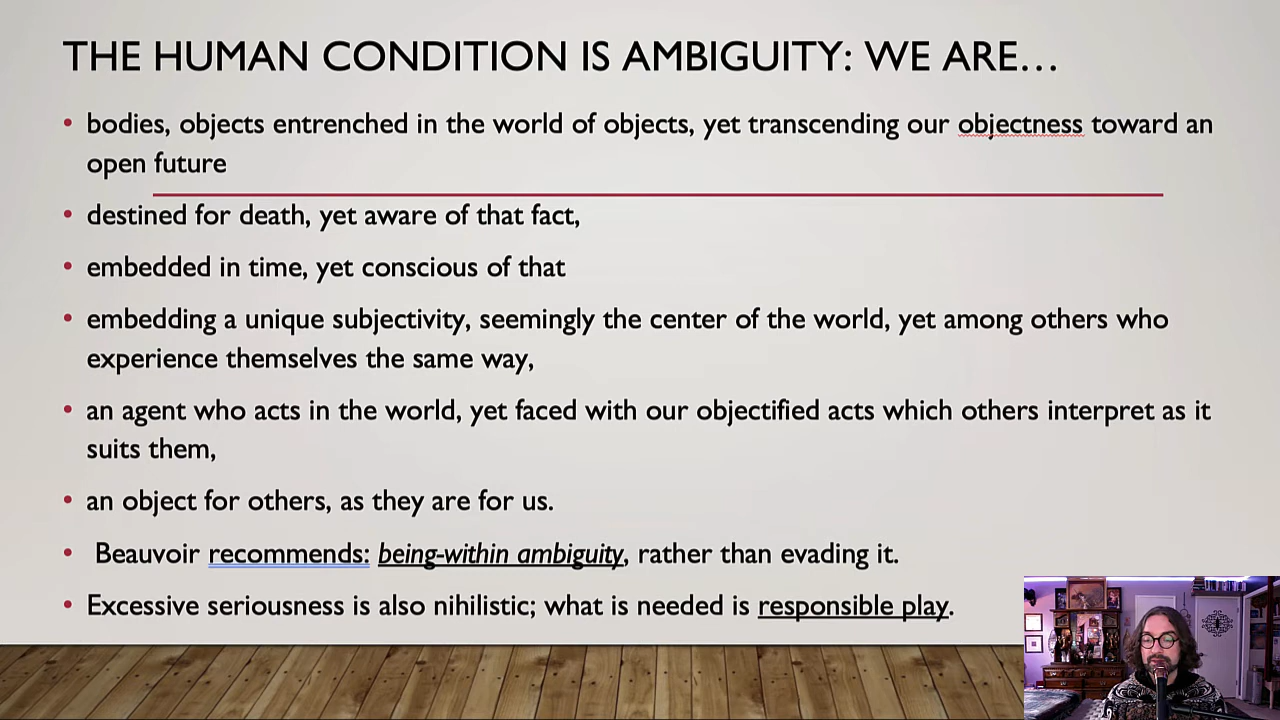 THE HUMAN CONDITION IS AMBIGUITY: WE ARE…
• bodies, objects entrenched in the world of objects, yet transcending our objectness toward an
open future
• destined for death, yet aware of that fact,
• embedded in time, yet conscious of that
• embedding a unique subjectivity, seemingly the center of the world, yet among others who
experience themselves the same way,
• an agent who acts in the world, yet faced with our objectified acts which others interpret as it
suits them,
• an object for others, as they are for us.
• Beauvoir recommends: being-within ambiguity, rather than evading it.
• Excessive seriousness is also nihilistic; what is needed is responsible play.